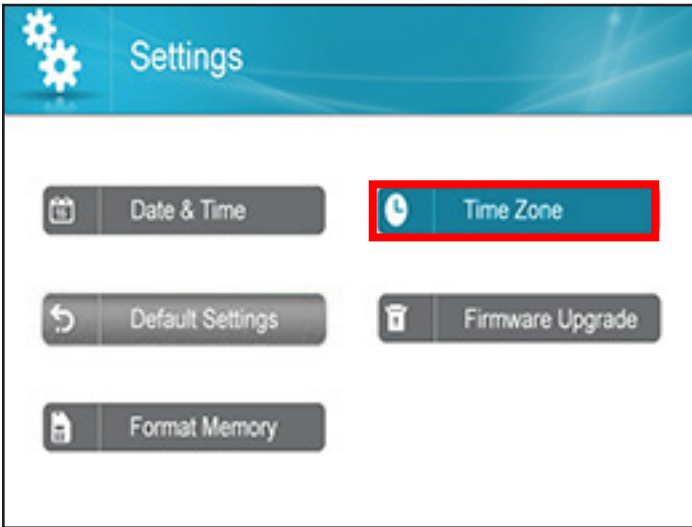 Settings
Date & Time
Time Zone
Default Settings
Firmware Upgrade
Format Memory